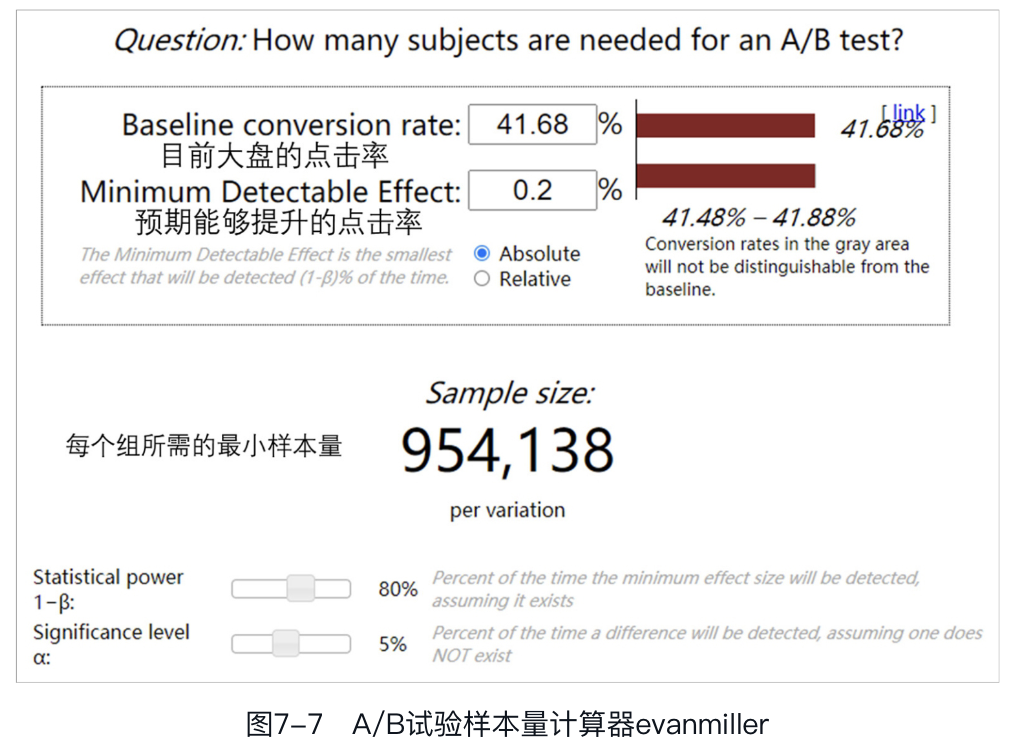 Question: How many subjects are needed for an A/B test?
[ link ]
Baseline conversion rate: 41.68 % 41.68%
目前大盘的点击率
Minimum Detectable Effect: 0.2 %
预期能够提升的点击率
41.48% – 41.88%
The Minimum Detectable Effect is the smallest
effect that will be detected (1-β)% of the time.
Absolute
Relative
Conversion rates in the gray area
will not be distinguishable from the
baseline.
Sample size:
每个组所需的最小样本量 954,138
per variation
Statistical power
1−β:
80%
Percent of the time the minimum effect size will be detected,
assuming it exists
Significance level
α:
5%
Percent of the time a difference will be detected, assuming one does
NOT exist
图7–7 A/B试验样本量计算器evanmiller